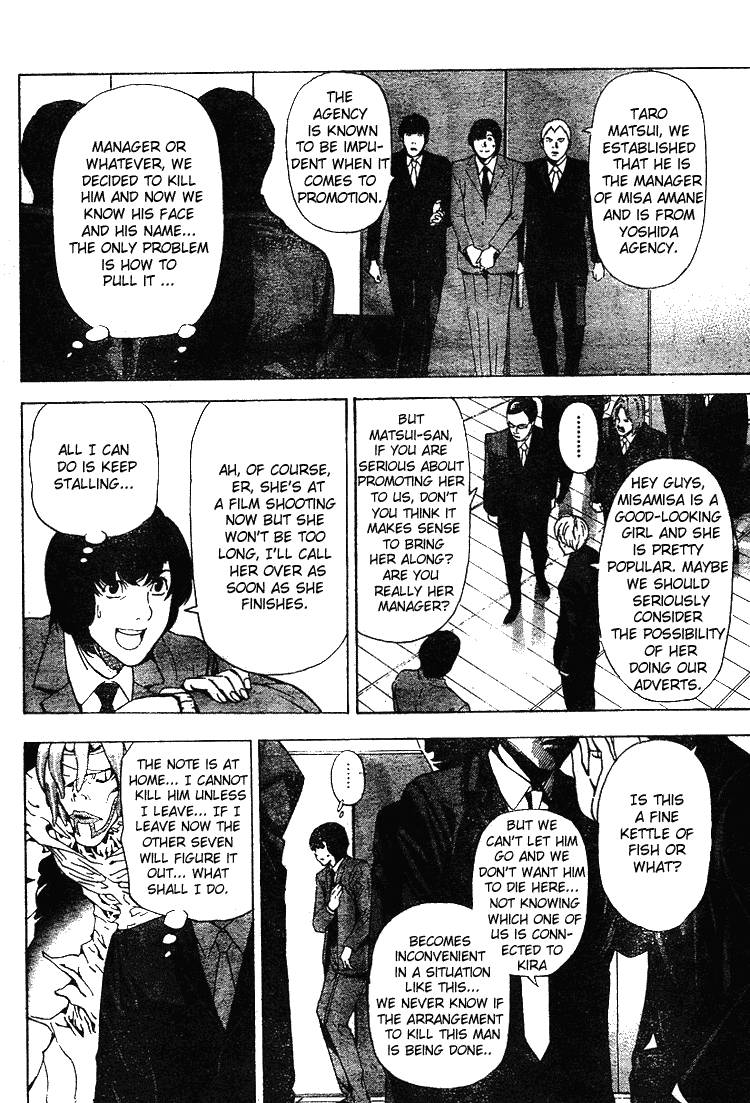 TARO
MATSUI, WE
ESTABLISHED
THAT HE IS
THE MANAGER
OF MISA AMANE
AND IS FROM
YOSHIDA
AGENCY.
THE
AGENCY
IS KNOWN
TO BE IMPU-
DENT WHEN IT
COMES TO
PROMOTION.
MANAGER OR
WHATEVER, WE
DECIDED TO KILL
HIM AND NOW WE
KNOW HIS FACE
AND HIS NAME...
THE ONLY PROBLEM
IS HOW TO
PULL IT ...
HEY GUYS,
MISAMISA IS A
GOOD-LOOKING
GIRL AND SHE
IS PRETTY
POPULAR. MAYBE
WE SHOULD
SERIOUSLY
CONSIDER
THE POSSIBILITY
OF HER
DOING OUR
ADVERTS.
........
BUT
MATSUI-SAN,
IF YOU ARE
SERIOUS ABOUT
PROMOTING HER
TO US, DON'T
YOU THINK IT
MAKES SENSE
TO BRING
HER ALONG?
ARE YOU
REALLY HER
MANAGER?
AH, OF COURSE,
ER, SHE'S AT
A FILM SHOOTING
NOW BUT SHE
WON'T BE TOO
LONG, I'LL CALL
HER OVER AS
SOON AS SHE
FINISHES.
ALL I CAN
DO IS KEEP
STALLING...
IS THIS
A FINE
KETTLE OF
FISH OR
WHAT?
BUT WE
CAN'T LET HIM
GO AND WE
DON'T WANT HIM
TO DIE HERE...
NOT KNOWING
WHICH ONE OF
US IS CONN-
ECTED TO
KIRA
BECOMES
INCONVENIENT
IN A SITUATION
LIKE THIS...
WE NEVER KNOW IF
THE ARRANGEMENT
TO KILL THIS MAN
IS BEING DONE..
........
THE NOTE IS AT
HOME... I CANNOT
KILL HIM UNLESS
I LEAVE... IF I
LEAVE NOW THE
OTHER SEVEN
WILL FIGURE IT
OUT... WHAT
SHALL I DO.